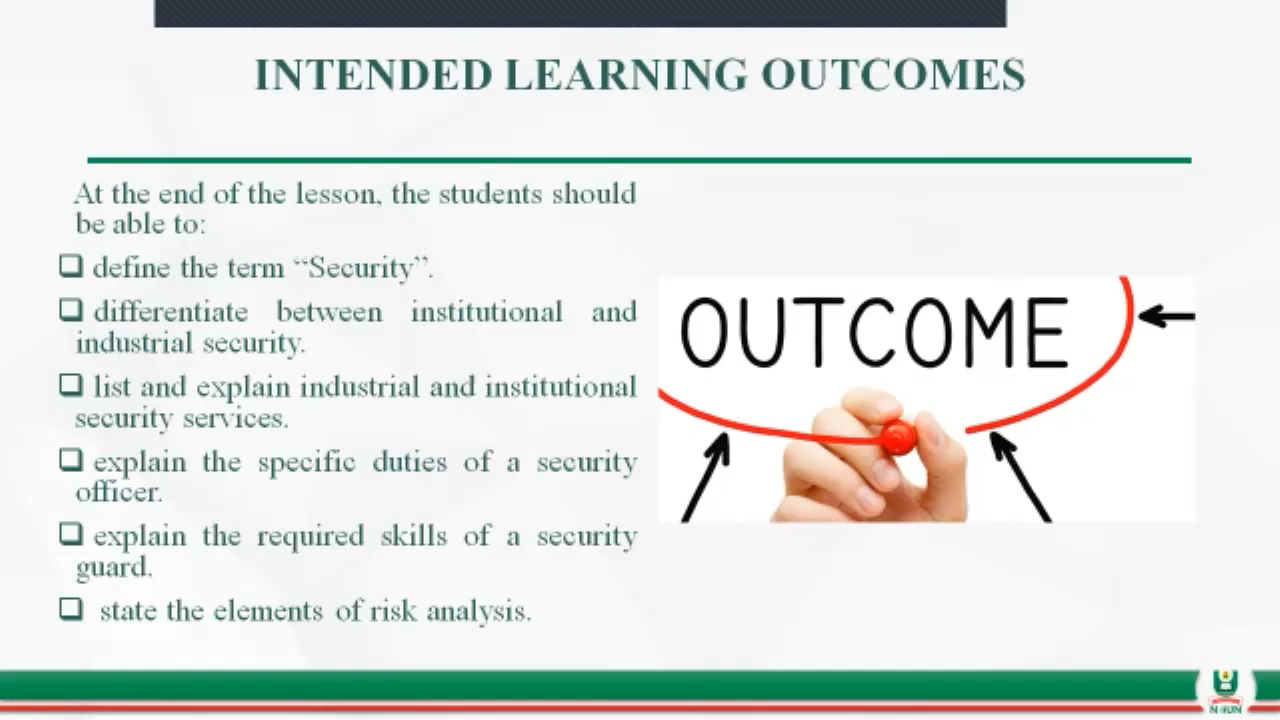 INTENDED LEARNING OUTCOMES
At the end of the lesson, the students should
be able to:
define the term “Security”.
differentiate between institutional and
industrial security.
list and explain industrial and institutional
security services.
explain the specific duties of a security
officer.
explain the required skills of a security
guard.
state the elements of risk analysis.
OUTCOME